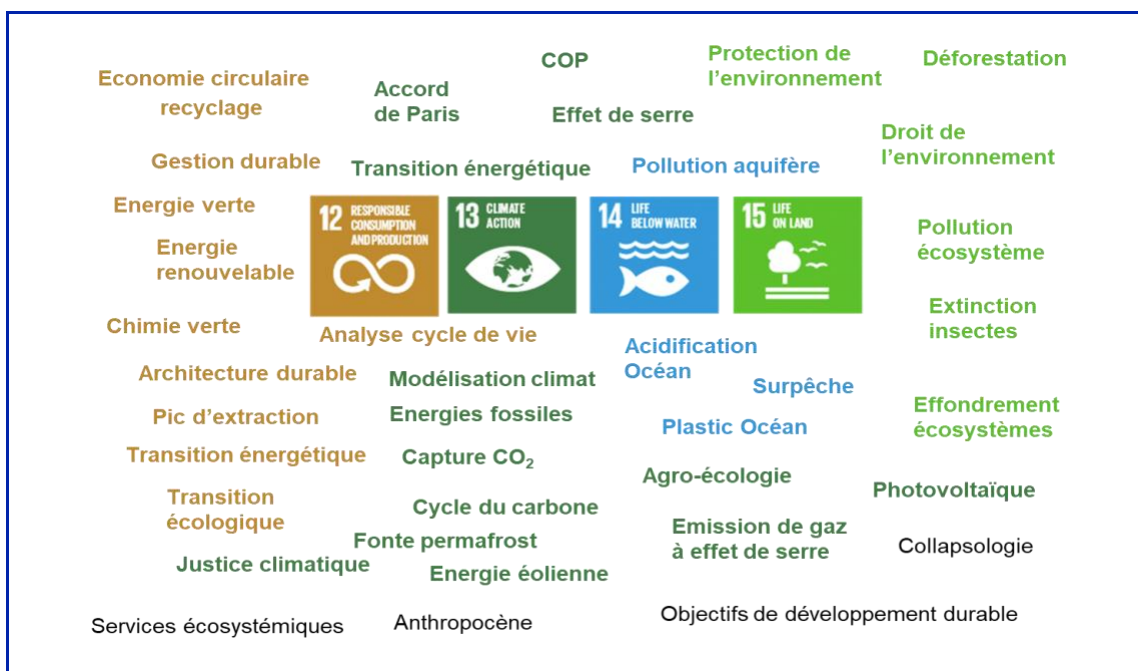 COP
Protection de
l'environnement
Déforestation
Economie circulaire
recyclage
Accord
de Paris
Effet de serre
Droit de
l'environnement
Gestion durable
Transition énergétique
Pollution aquifère
Energie verte
12 RESPONSIBLE
CONSUMPTION
AND PRODUCTION
13 CLIMATE
ACTION
14 LIFE
BELOW WATER
15 LIFE
ON LAND
Energie
renouvelable
Pollution
écosystème
Extinction
insectes
Chimie verte
Analyse cycle de vie
Acidification
Océan
Architecture durable
Modélisation climat
Surpêche
Pic d'extraction
Energies fossiles
Plastic Océan
Effondrement
écosystèmes
Transition énergétique
Capture CO₂
Agro-écologie
Photovoltaïque
Transition
écologique
Cycle du carbone
Emission de gaz
à effet de serre
Fonte permafrost
Collapsologie
Justice climatique
Energie éolienne
Services écosystémiques
Anthropocène
Objectifs de développement durable